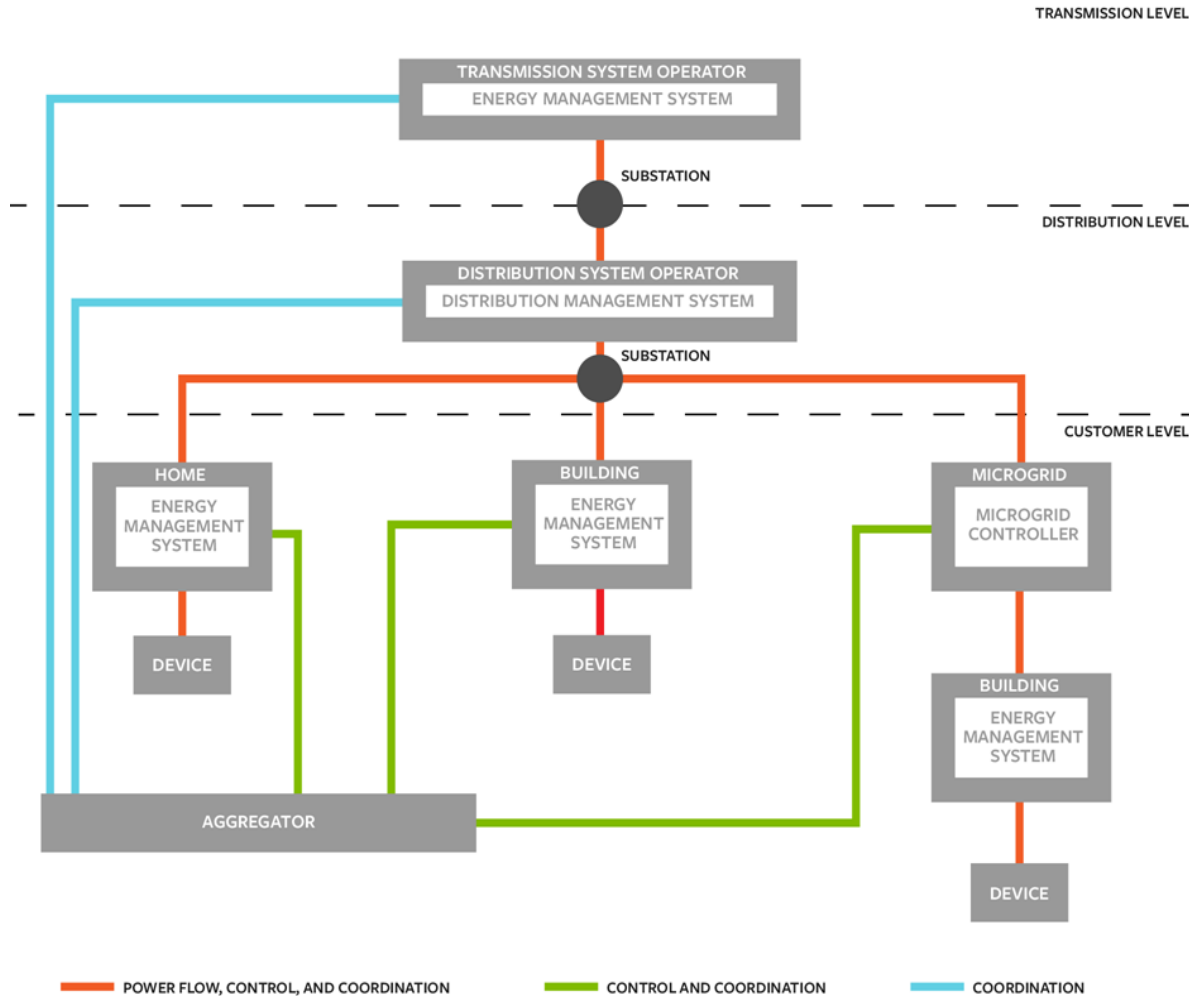 TRANSMISSION LEVEL
TRANSMISSION SYSTEM OPERATOR
ENERGY MANAGEMENT SYSTEM
SUBSTATION
DISTRIBUTION LEVEL
DISTRIBUTION SYSTEM OPERATOR
DISTRIBUTION MANAGEMENT SYSTEM
SUBSTATION
CUSTOMER LEVEL
HOME
ENERGY
MANAGEMENT
SYSTEM
BUILDING
ENERGY
MANAGEMENT
SYSTEM
MICROGRID
MICROGRID
CONTROLLER
DEVICE
DEVICE
BUILDING
ENERGY
MANAGEMENT
SYSTEM
AGGREGATOR
DEVICE
POWER FLOW, CONTROL, AND COORDINATION
CONTROL AND COORDINATION
COORDINATION